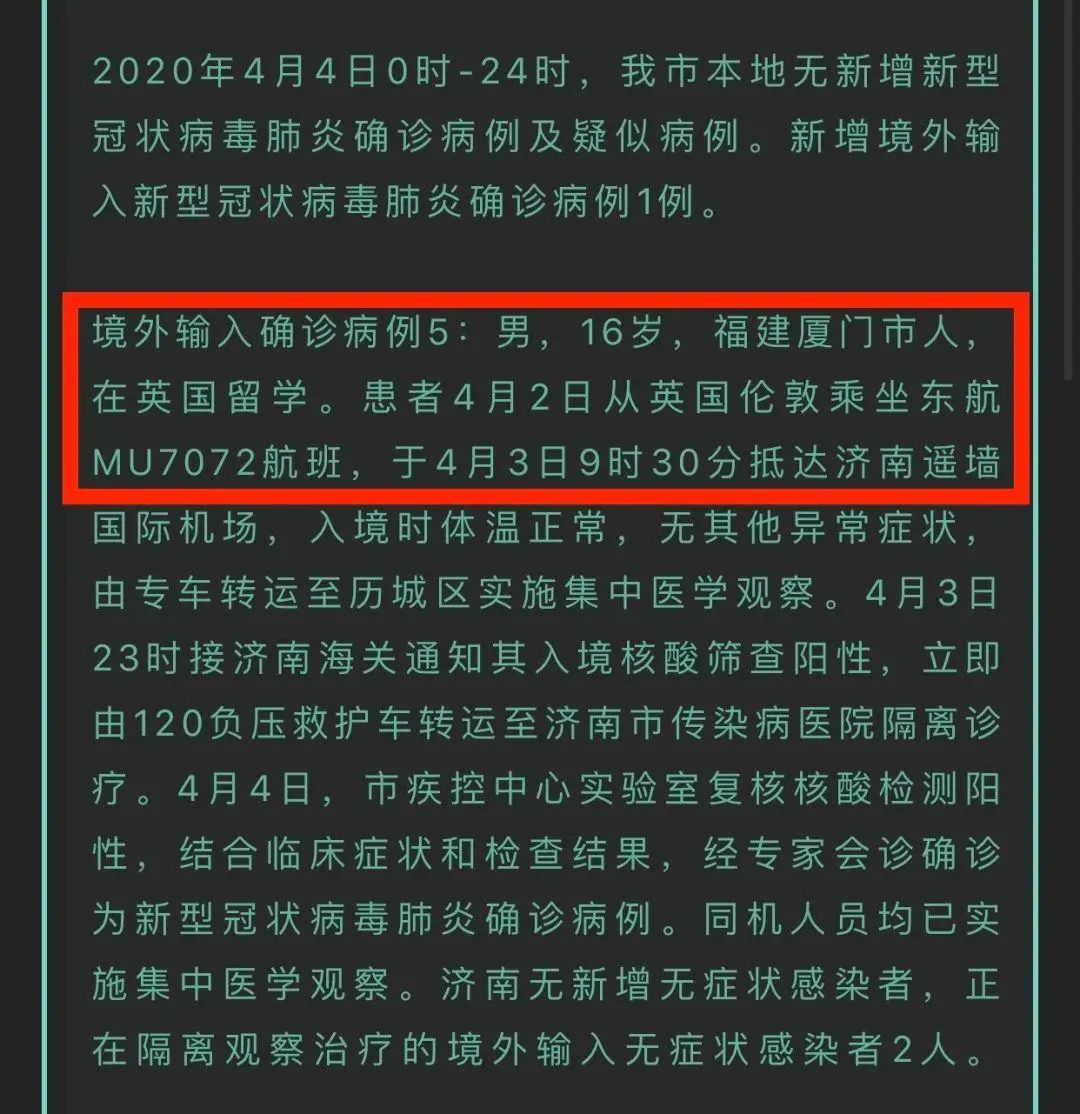 2020年4月4日0时-24时，我市本地无新增新型
冠状病毒肺炎确诊病例及疑似病例。新增境外输
入新型冠状病毒肺炎确诊病例1例。
境外输入确诊病例5：男，16岁，福建厦门市人，
在英国留学。患者4月2日从英国伦敦乘坐东航
MU7072航班，于4月3日9时30分抵达济南遥墙
国际机场，入境时体温正常，无其他异常症状，
由专车转运至历城区实施集中医学观察。4月3日
23时接济南海关通知其入境核酸筛查阳性，立即
由120负压救护车转运至济南市传染病医院隔离诊
疗。4月4日，市疾控中心实验室复核核酸检测阳
性，结合临床症状和检查结果，经专家会诊确诊
为新型冠状病毒肺炎确诊病例。同机人员均已实
施集中医学观察。济南无新增无症状感染者，正
在隔离观察治疗的境外输入无症状感染者2人。